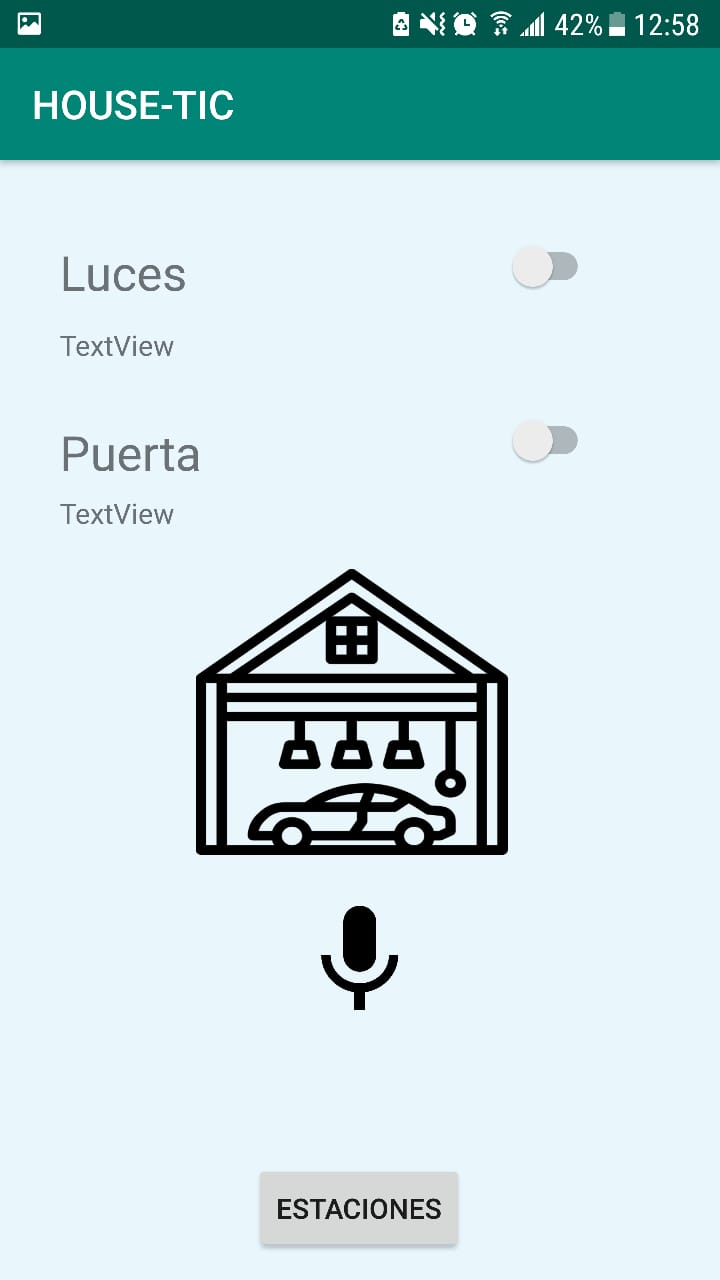 42% 12:58
HOUSE-TIC
Luces
TextView
Puerta
TextView
ESTACIONES